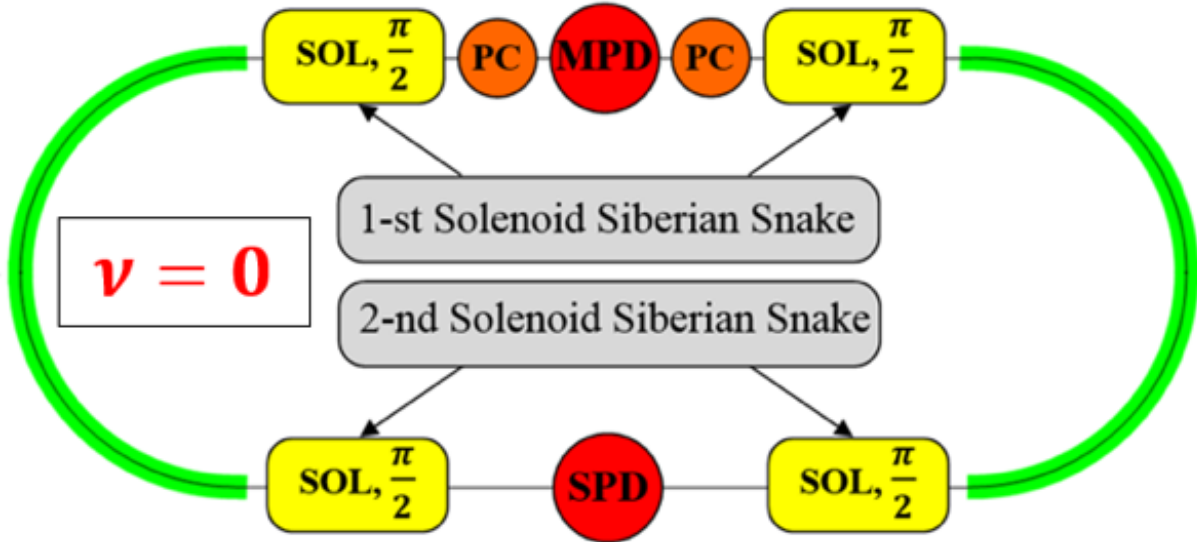 SOL, π/2 PC MPD PC SOL, π/2
1-st Solenoid Siberian Snake
ν = 0
2-nd Solenoid Siberian Snake
SOL, π/2 SPD SOL, π/2